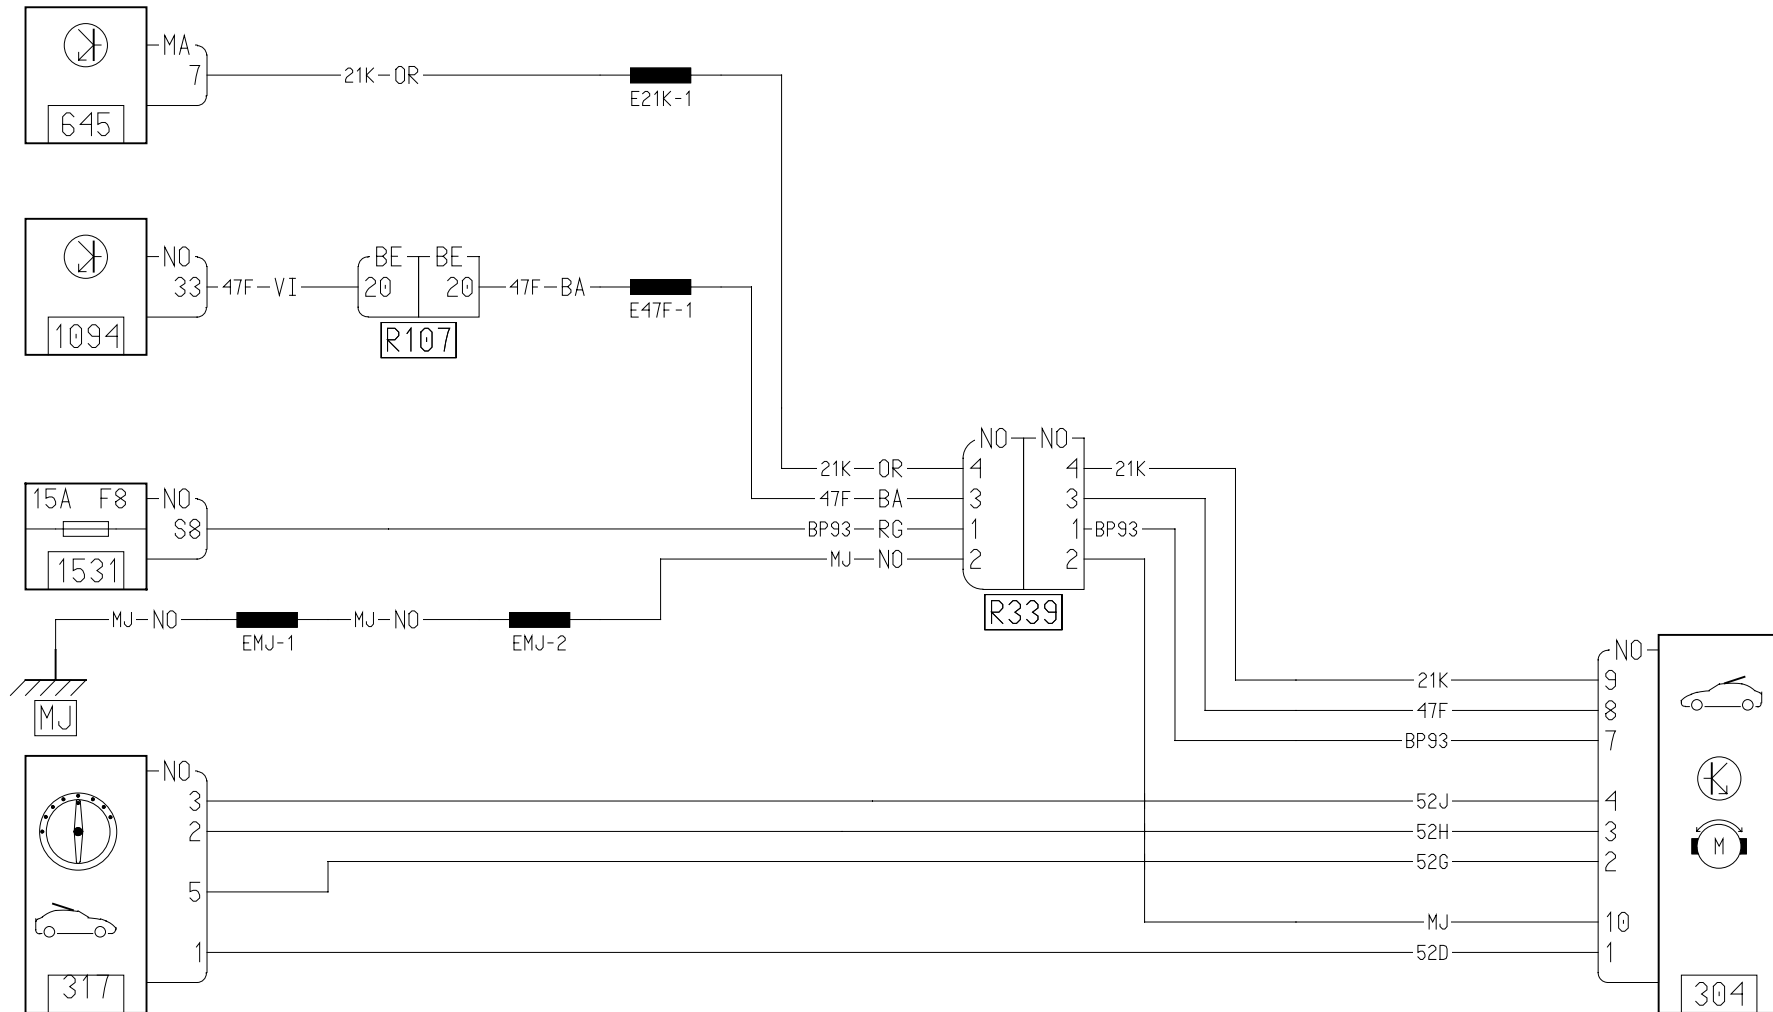 MA
7
21K OR
E21K-1
645
NO
33
47F VI
BE BE
20 20
47F BA
E47F-1
R107
1094
NO NO
21K OR 4 4 21K
47F BA 3 3
BP93 RG 1 1 BP93
MJ NO 2 2
R339
15A F8 NO
S8
1531
MJ NO
EMJ-1
MJ NO
EMJ-2
MJ
NO
21K 9
47F 8
BP93 7
NO
3 52J 4
2 52H 3
52G 2
5
MJ 10
1 52D 1
M
317
304